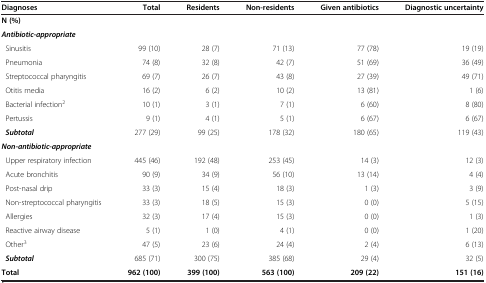 Diagnoses Total Residents Non-residents Given antibiotics Diagnostic uncertainty
N (%)
Antibiotic-appropriate
Sinusitis 99 (10) 28 (7) 71 (13) 77 (78) 19 (19)
Pneumonia 74 (8) 32 (8) 42 (7) 51 (69) 36 (49)
Streptococcal pharyngitis 69 (7) 26 (7) 43 (8) 27 (39) 49 (71)
Otitis media 16 (2) 6 (2) 10 (2) 13 (81) 1 (6)
Bacterial infection² 10 (1) 3 (1) 7 (1) 6 (60) 8 (80)
Pertussis 9 (1) 4 (1) 5 (1) 6 (67) 6 (67)
Subtotal 277 (29) 99 (25) 178 (32) 180 (65) 119 (43)
Non-antibiotic-appropriate
Upper respiratory infection 445 (46) 192 (48) 253 (45) 14 (3) 12 (3)
Acute bronchitis 90 (9) 34 (9) 56 (10) 13 (14) 4 (4)
Post-nasal drip 33 (3) 15 (4) 18 (3) 1 (3) 3 (9)
Non-streptococcal pharyngitis 33 (3) 18 (5) 15 (3) 0 (0) 5 (15)
Allergies 32 (3) 17 (4) 15 (3) 0 (0) 1 (3)
Reactive airway disease 5 (1) 1 (0) 4 (1) 0 (0) 1 (20)
Other³ 47 (5) 23 (6) 24 (4) 2 (4) 6 (13)
Subtotal 685 (71) 300 (75) 385 (68) 29 (4) 32 (5)
Total 962 (100) 399 (100) 563 (100) 209 (22) 151 (16)